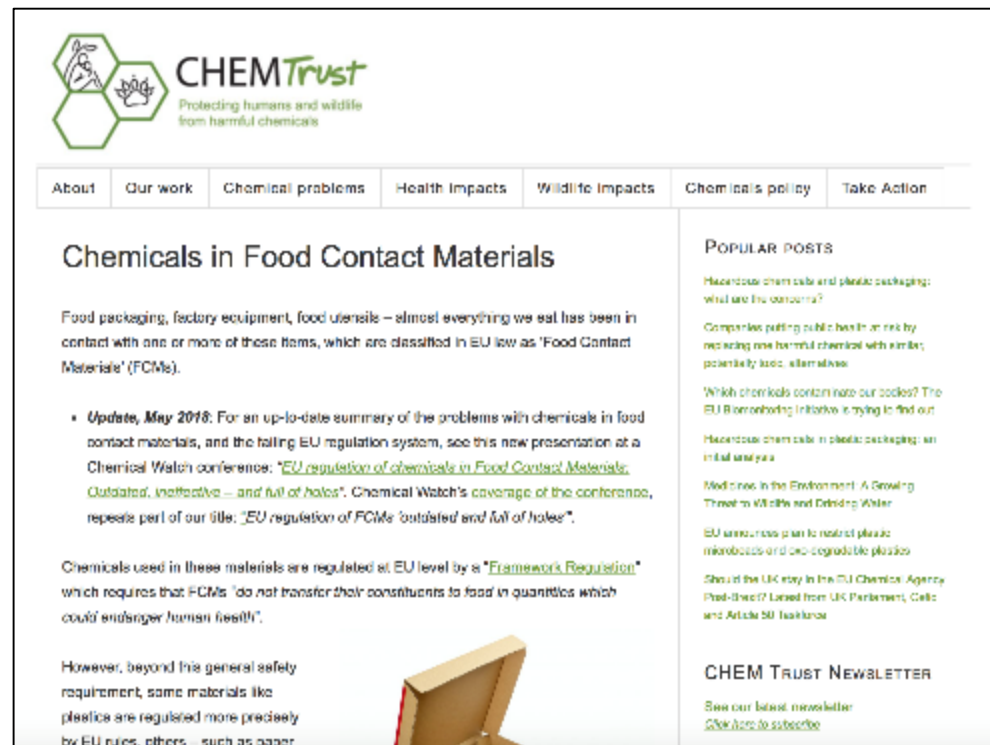 CHEMTrust
Protecting humans and wildlife
from harmful chemicals
About
Our work
Chemical problems
Health impacts
Wildlife impacts
Chemicals policy
Take Action
Chemicals in Food Contact Materials
Food packaging, factory equipment, food utensils – almost everything we eat has been in
contact with one or more of these items, which are classified in EU law as 'Food Contact
Materials' (FCMs).
• Update, May 2018: For an up-to-date summary of the problems with chemicals in food
contact materials, and the failing EU regulation system, see this new presentation at a
Chemical Watch conference: "EU regulation of chemicals in Food Contact Materials:
Outdated, ineffective – and full of holes". Chemical Watch's coverage of the conference,
repeats part of our title: "EU regulation of FCMs 'outdated and full of holes'".
Chemicals used in these materials are regulated at EU level by a "Framework Regulation"
which requires that FCMs "do not transfer their constituents to food in quantities which
could endanger human health".
However, beyond this general safety
requirement, some materials like
plastics are regulated more precisely
by EU rules, others – such as paper
POPULAR POSTS
Hazardous chemicals and plastic packaging:
what are the concerns?
Companies putting public health at risk by
replacing one harmful chemical with similar,
potentially toxic, alternatives
Which chemicals contaminate our bodies? The
EU Biomonitoring Initiative is trying to find out
Hazardous chemicals in plastic packaging: an
initial analysis
Medicines in the Environment: A Growing
Threat to Wildlife and Drinking Water
EU announces plan to restrict plastic
microbeads and oxo-degradable plastics
Should the UK stay in the EU Chemical Agency
Post-Brexit? Latest from UK Parliament, Cefic
and Article 50 Taskforce
CHEM TRUST NEWSLETTER
See our latest newsletter
Click here to subscribe